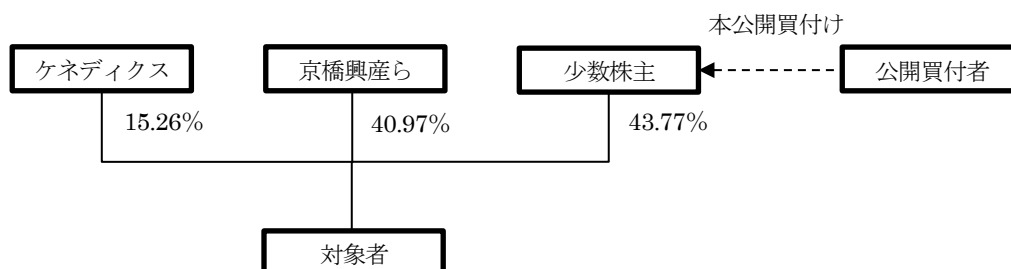 本公開買付け
ケネディクス
京橋興産ら
少数株主
公開買付者
15.26%
40.97%
43.77%
対象者